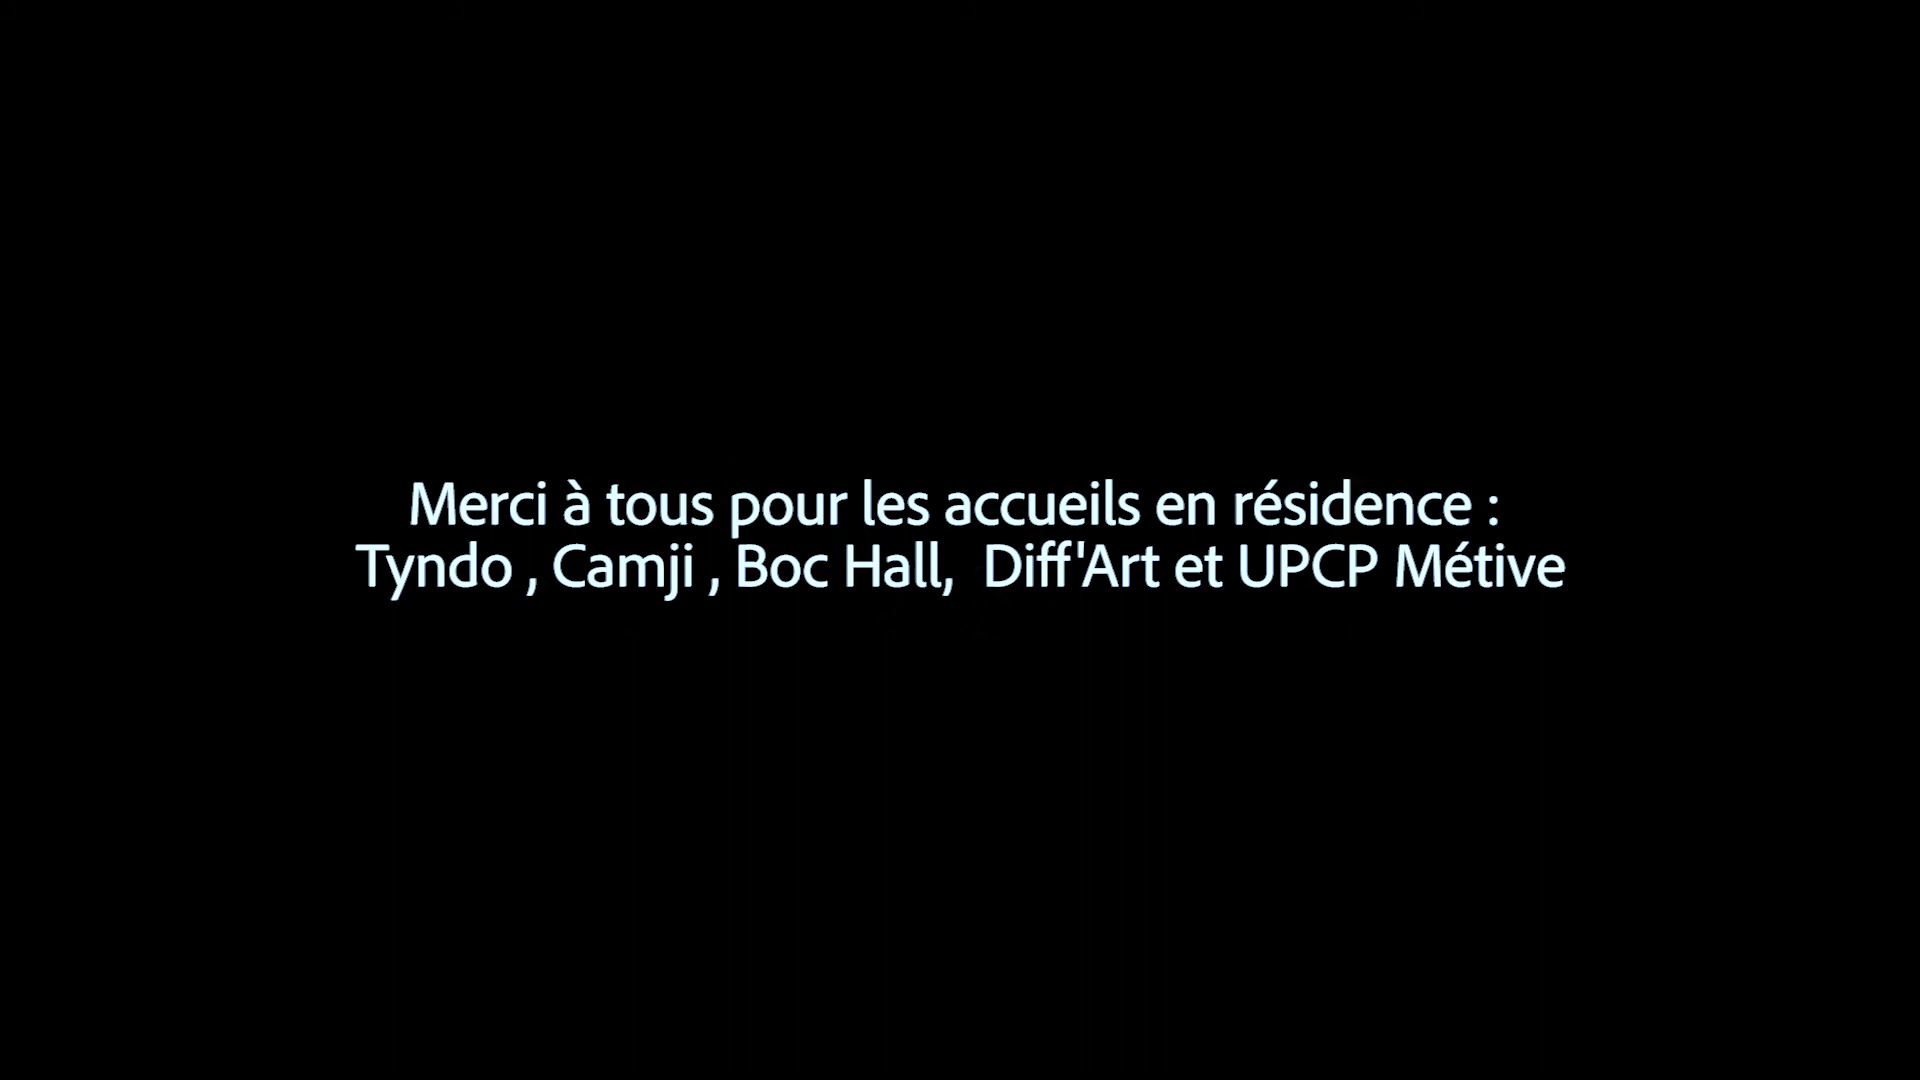 Merci à tous pour les accueils en résidence :
Tyndo , Camji , Boc Hall,  Diff'Art et UPCP Métive